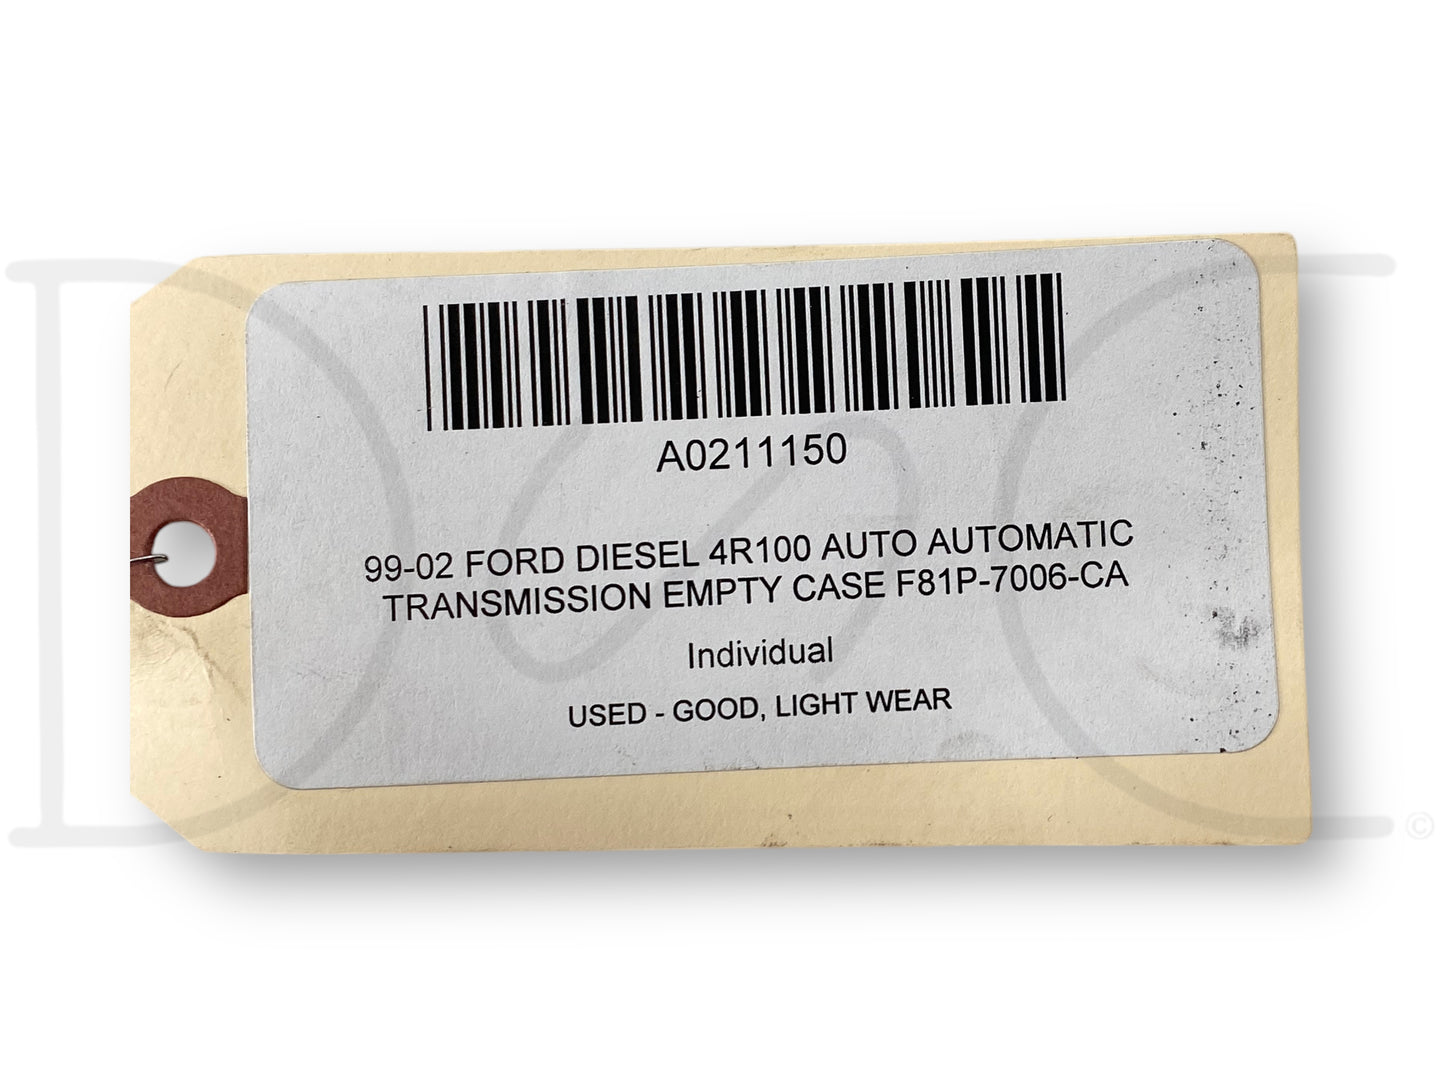 A0211150
99-02 FORD DIESEL 4R100 AUTO AUTOMATIC
TRANSMISSION EMPTY CASE F81P-7006-CA
Individual
USED - GOOD, LIGHT WEAR
©